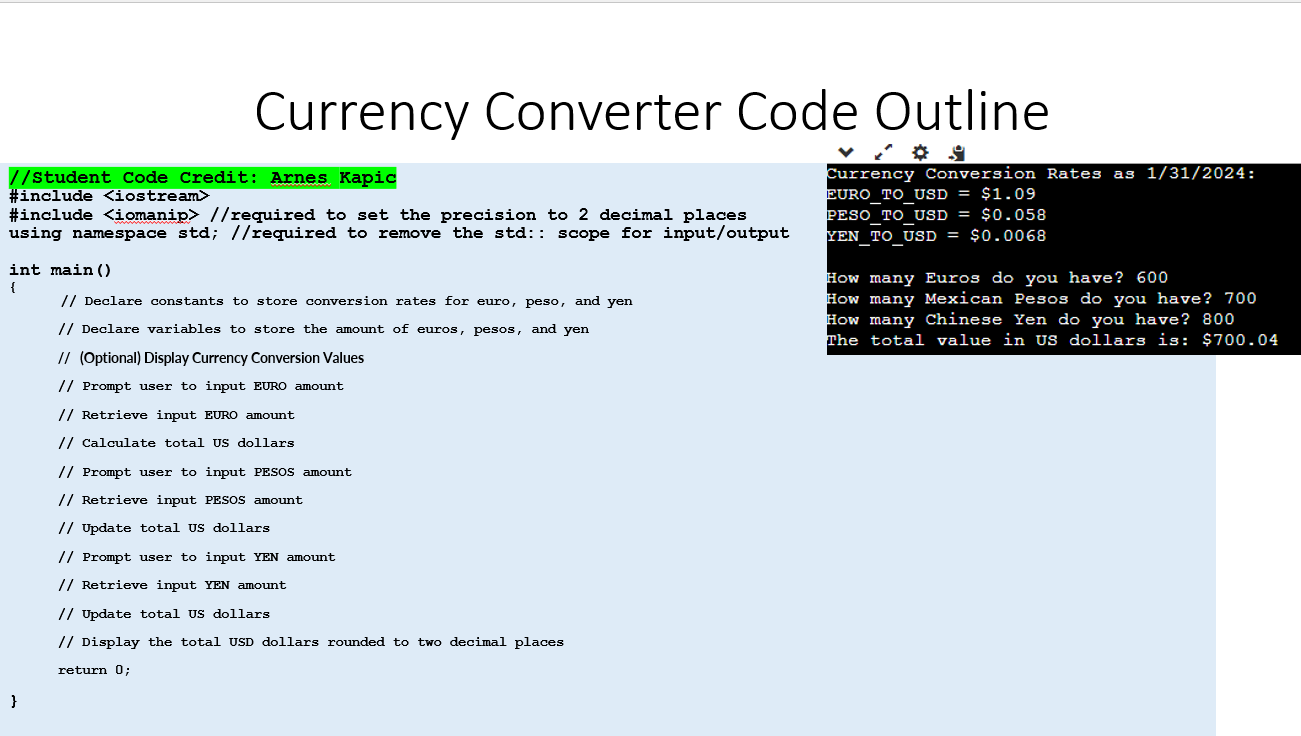 Currency Converter Code Outline
//Student Code Credit: Arnes Kapic
#include <iostream>
#include <iomanip> //required to set the precision to 2 decimal places
using namespace std; //required to remove the std:: scope for input/output
int main()
{
// Declare constants to store conversion rates for euro, peso, and yen
// Declare variables to store the amount of euros, pesos, and yen
// (Optional) Display Currency Conversion Values
// Prompt user to input EURO amount
// Retrieve input EURO amount
// Calculate total US dollars
// Prompt user to input PESOS amount
// Retrieve input PESOS amount
// Update total US dollars
// Prompt user to input YEN amount
// Retrieve input YEN amount
// Update total US dollars
// Display the total USD dollars rounded to two decimal places
return 0;
}
Currency Conversion Rates as 1/31/2024:
EURO_TO_USD = $1.09
PESO_TO_USD = $0.058
YEN_TO_USD = $0.0068
How many Euros do you have? 600
How many Mexican Pesos do you have? 700
How many Chinese Yen do you have? 800
The total value in US dollars is: $700.04